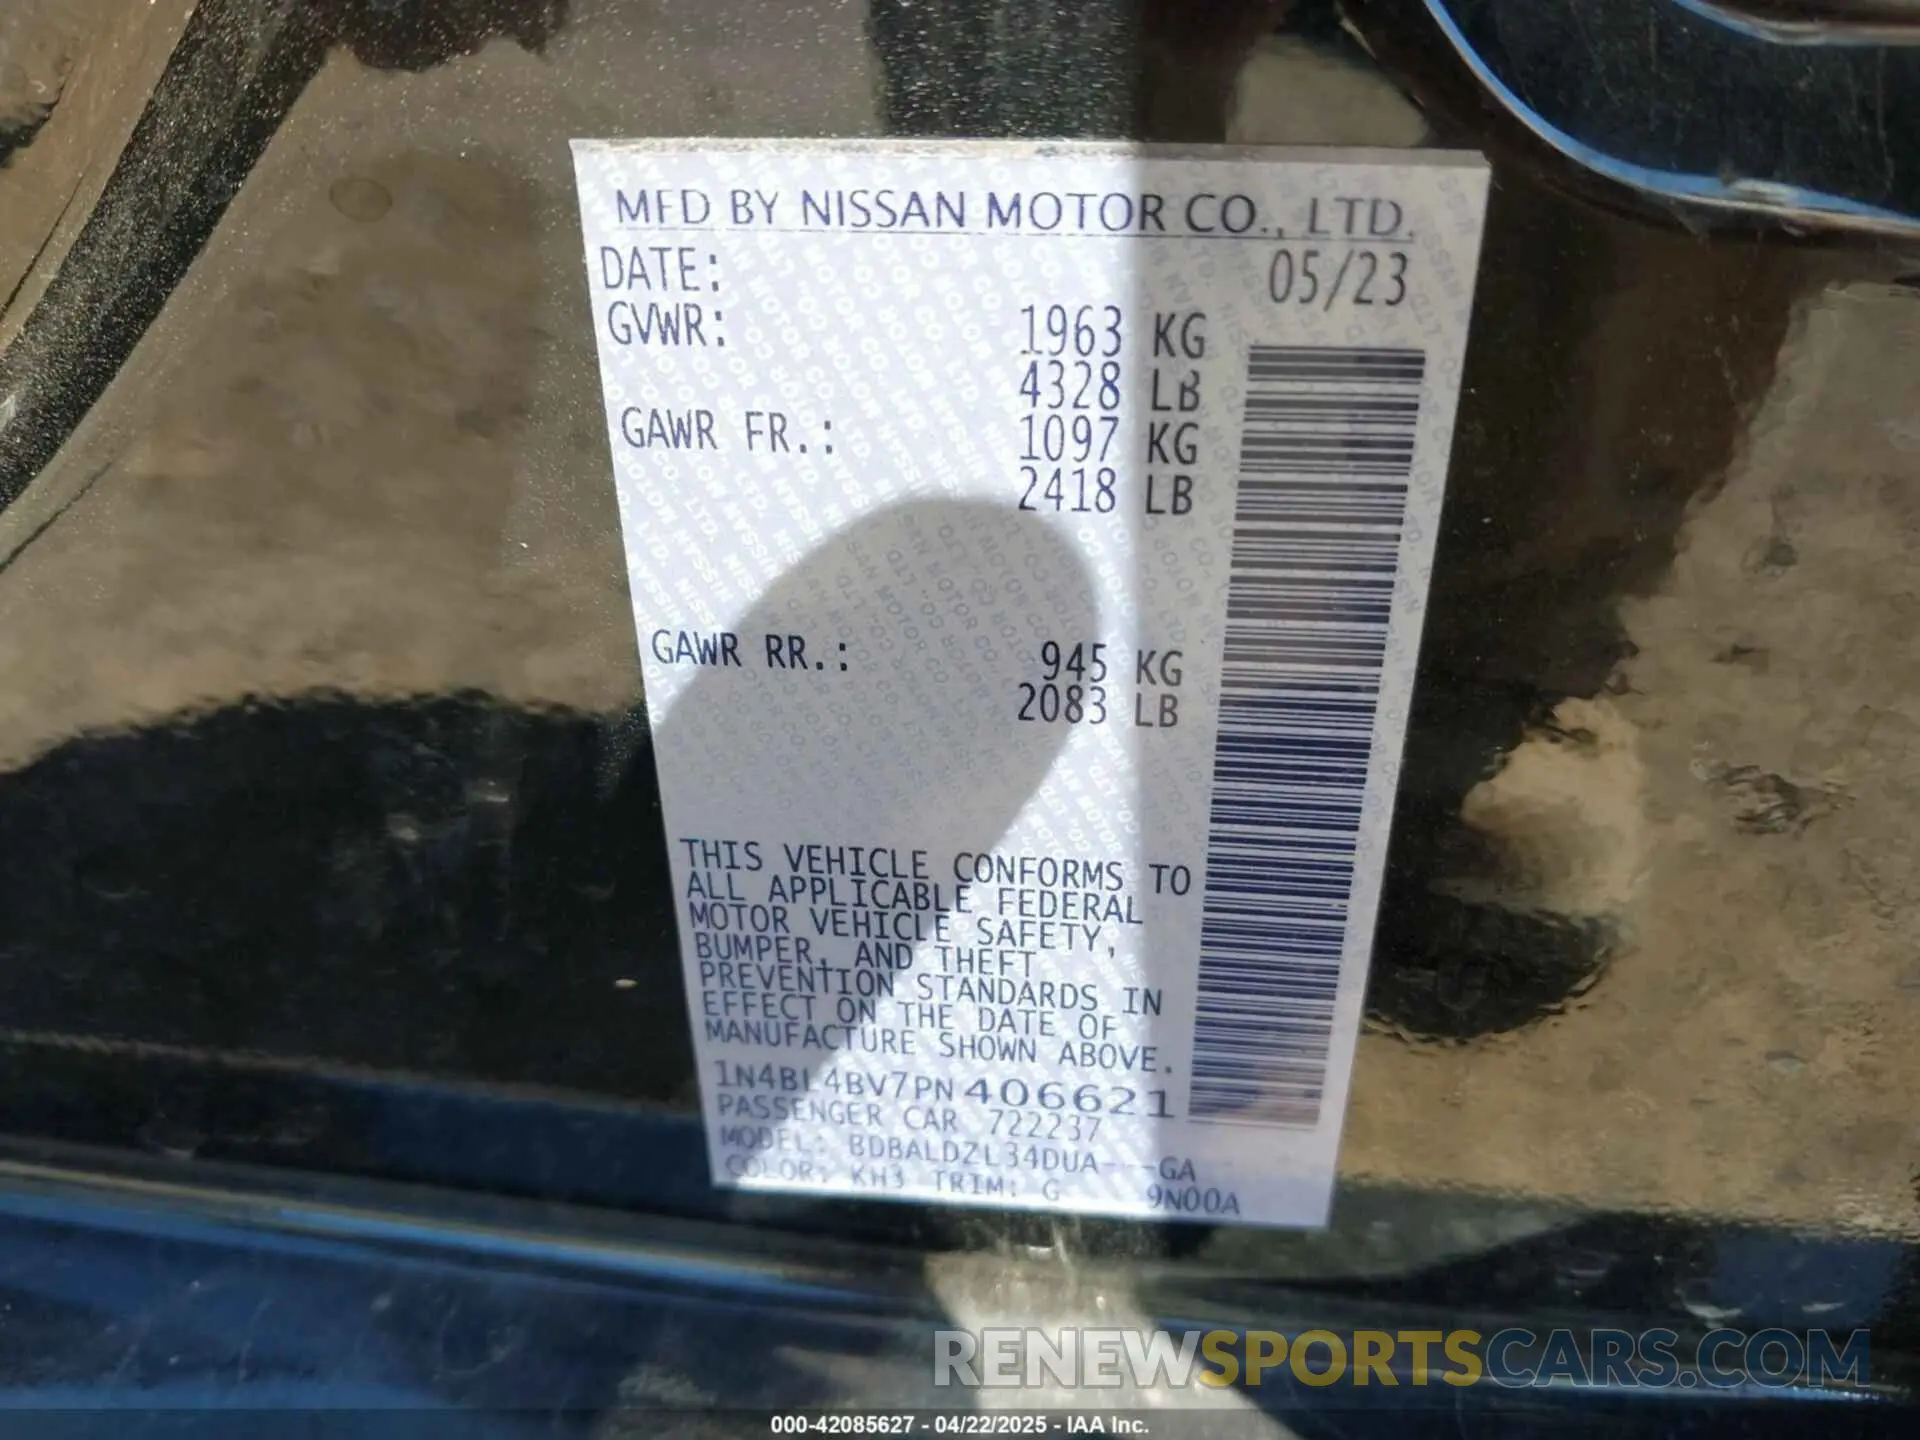 MFD BY NISSAN MOTOR CO., LTD.
DATE: 05/23
GVWR: 1963 KG
4328 LB
GAWR FR.: 1097 KG
2418 LB
GAWR RR.: 945 KG
2083 LB
THIS VEHICLE CONFORMS TO
ALL APPLICABLE FEDERAL
MOTOR VEHICLE SAFETY,
BUMPER, AND THEFT
PREVENTION STANDARDS IN
EFFECT ON THE DATE OF
MANUFACTURE SHOWN ABOVE.
1N4BL4BV7PN406621
PASSENGER CAR 722237
MODEL: BDBALDZL34DUA---GA
COLOR: KH3 TRIM: G 9N00A
RENEWSPORTSCARS.COM
000-42085627 - 04/22/2025 - IAA Inc.